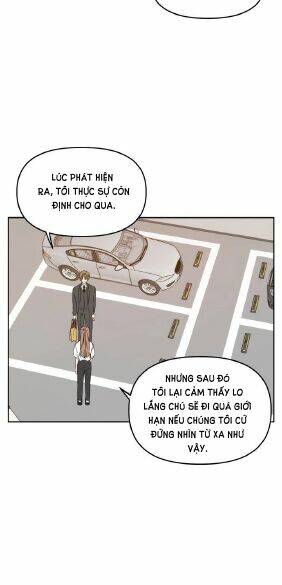 LÚC PHÁT HIỆN
RA, TÔI THỰC SỰ CÒN
ĐỊNH CHO QUA.
NHƯNG SAU ĐÓ
TÔI LẠI CẢM THẤY LO
LẮNG CHÚ SẼ ĐI QUÁ GIỚI
HẠN NẾU CHÚNG TÔI CỨ
ĐỨNG NHÌN TỪ XA NHƯ
VẬY.